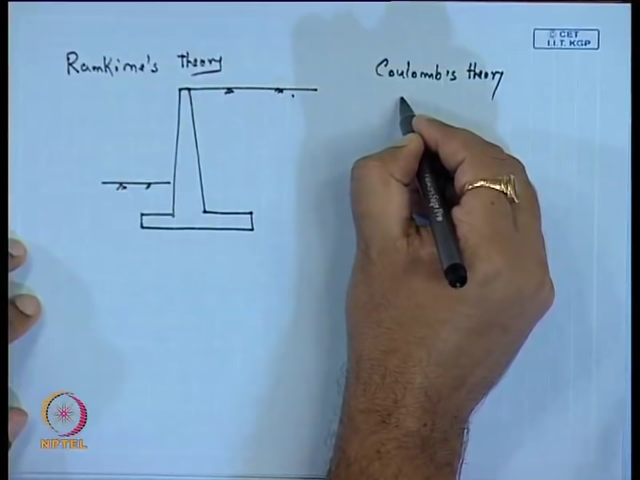 © CET
I.I.T. KGP
Rankine's Theory
Coulomb's theory
NPTEL